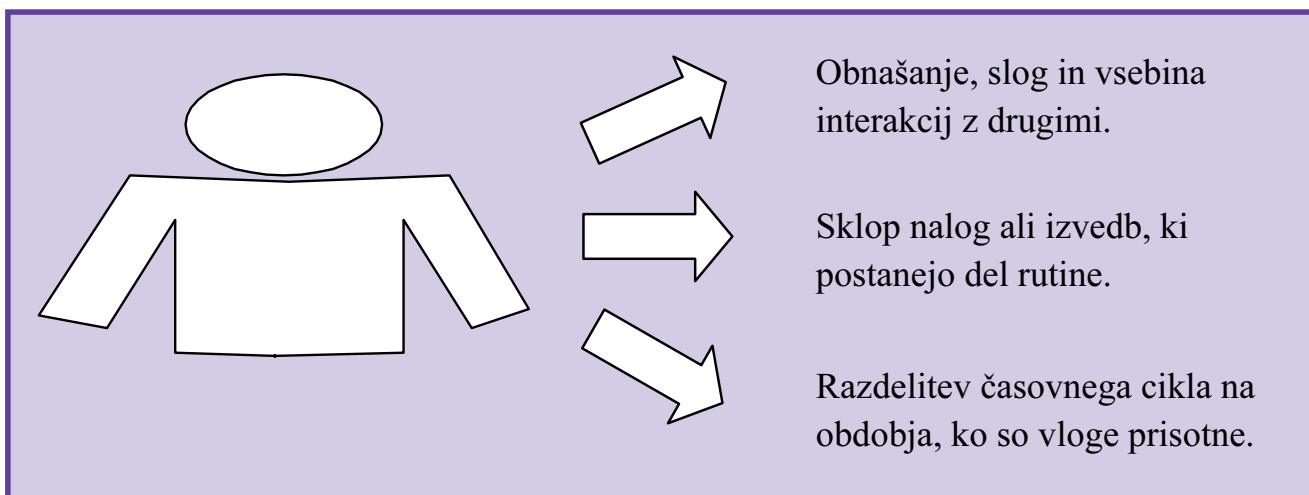 Obnašanje, slog in vsebina
interakcij z drugimi.
Sklop nalog ali izvedb, ki
postanejo del rutine.
Razdelitev časovnega cikla na
obdobja, ko so vloge prisotne.